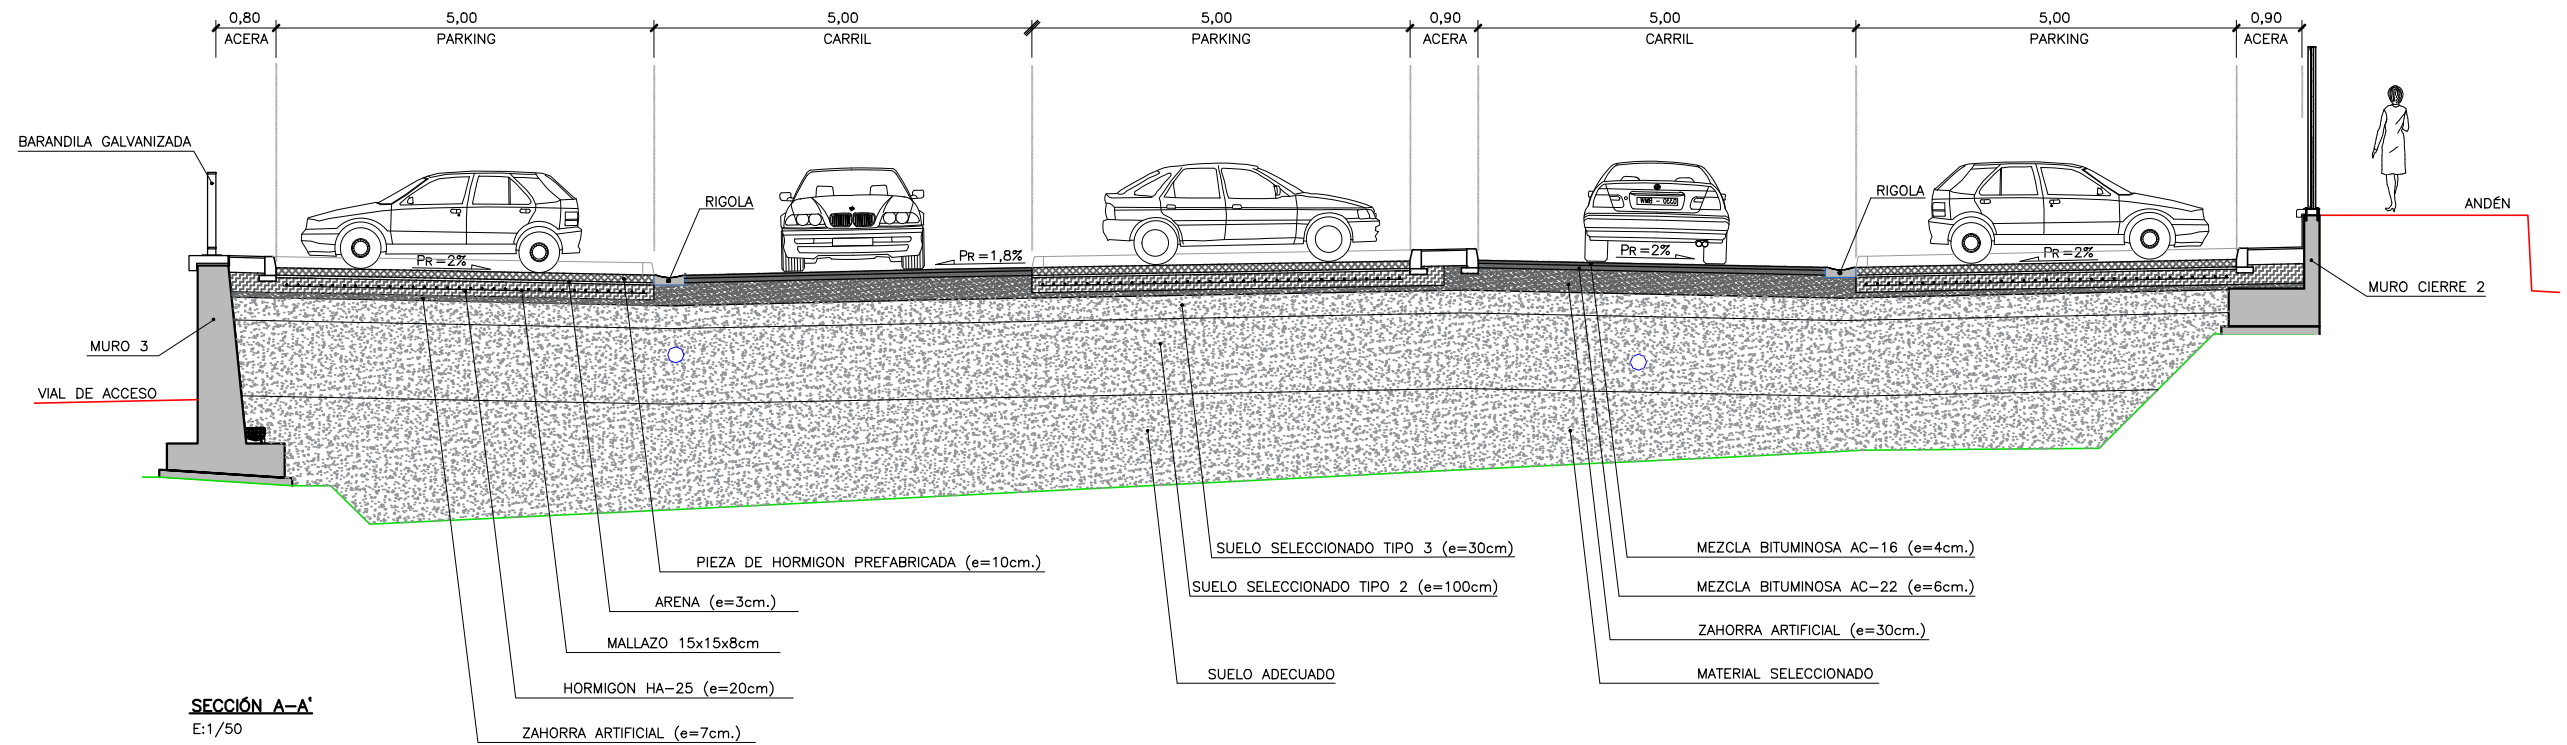 0,80 5,00 5,00 5,00 0,90 5,00 5,00 0,90
ACERA PARKING CARRIL PARKING ACERA CARRIL PARKING ACERA
BARANDILA GALVANIZADA
RIGOLA
RIGOLA
ANDÉN
PR=2%
PR=1,8%
PR=2%
PR=2%
MURO CIERRE 2
MURO 3
VIAL DE ACCESO
PIEZA DE HORMIGON PREFABRICADA (e=10cm.)
ARENA (e=3cm.)
MALLAZO 15x15x8cm
HORMIGON HA-25 (e=20cm)
ZAHORRA ARTIFICIAL (e=7cm.)
SUELO SELECCIONADO TIPO 3 (e=30cm)
SUELO SELECCIONADO TIPO 2 (e=100cm)
SUELO ADECUADO
MEZCLA BITUMINOSA AC-16 (e=4cm.)
MEZCLA BITUMINOSA AC-22 (e=6cm.)
ZAHORRA ARTIFICIAL (e=30cm.)
MATERIAL SELECCIONADO
SECCIÓN A-A'
E:1/50